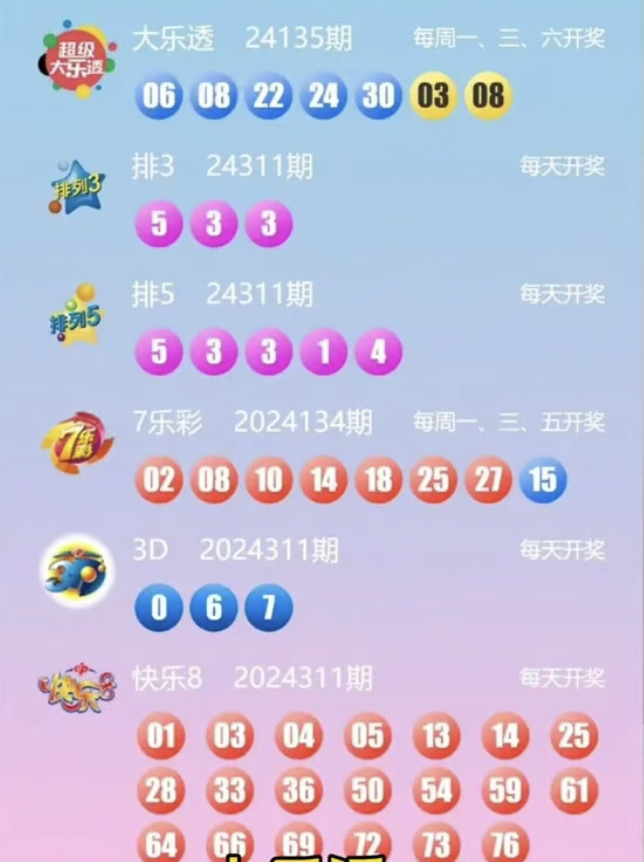 超级
大乐透
大乐透 24135期 每周一、三、六开奖
06 08 22 24 30 03 08
排列3
排3 24311期 每天开奖
5 3 3
排列5
排5 24311期 每天开奖
5 3 3 1 4
7乐彩
7乐彩 2024134期 每周一、三、五开奖
02 08 10 14 18 25 27 15
3D
3D 2024311期 每天开奖
0 6 7
快乐8 2024311期 每天开奖
01 03 04 05 13 14 25
28 33 36 50 54 59 61
64 66 69 72 73 76